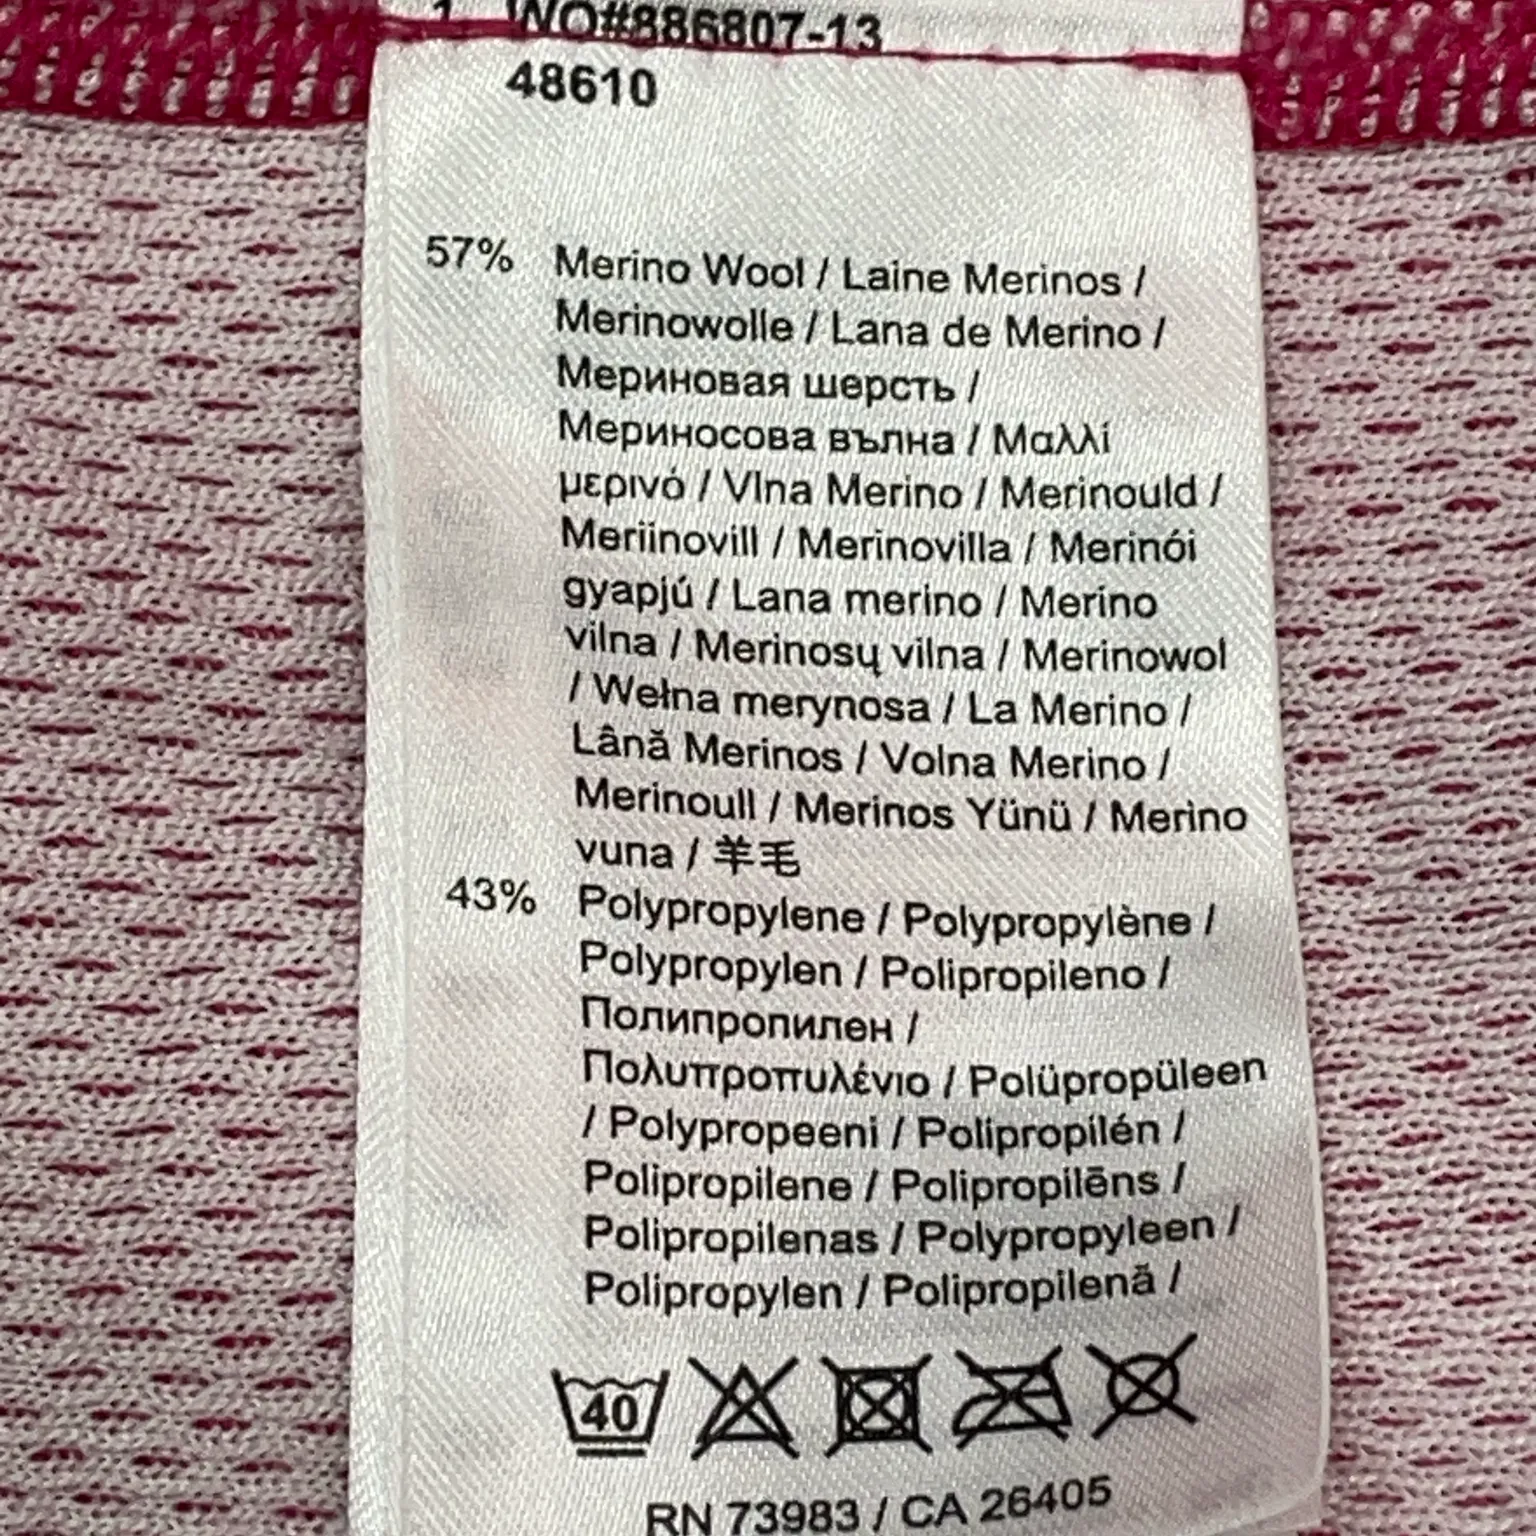 1 WO#886807-13
48610
57% Merino Wool / Laine Merinos /
Merinowolle / Lana de Merino /
Мериновая шерсть /
Мериносова вълна / Μαλλί
μερινό / Vlna Merino / Merinould /
Meriinovill / Merinovilla / Merinói
gyapjú / Lana merino / Merino
vilna / Merinosų vilna / Merinowol
/ Wełna merynosa / La Merino /
Lână Merinos / Volna Merino /
Merinoull / Merinos Yünü / Merino
vuna / 羊毛
43% Polypropylene / Polypropylène /
Polypropylen / Polipropileno /
Полипропилен /
Πολυπροπυλένιο / Polüpropüleen
/ Polypropeeni / Polipropilén /
Polipropilene / Polipropilēns /
Polipropilenas / Polypropyleen /
Polipropylen / Polipropilenă /
40
RN 73983 / CA 26405